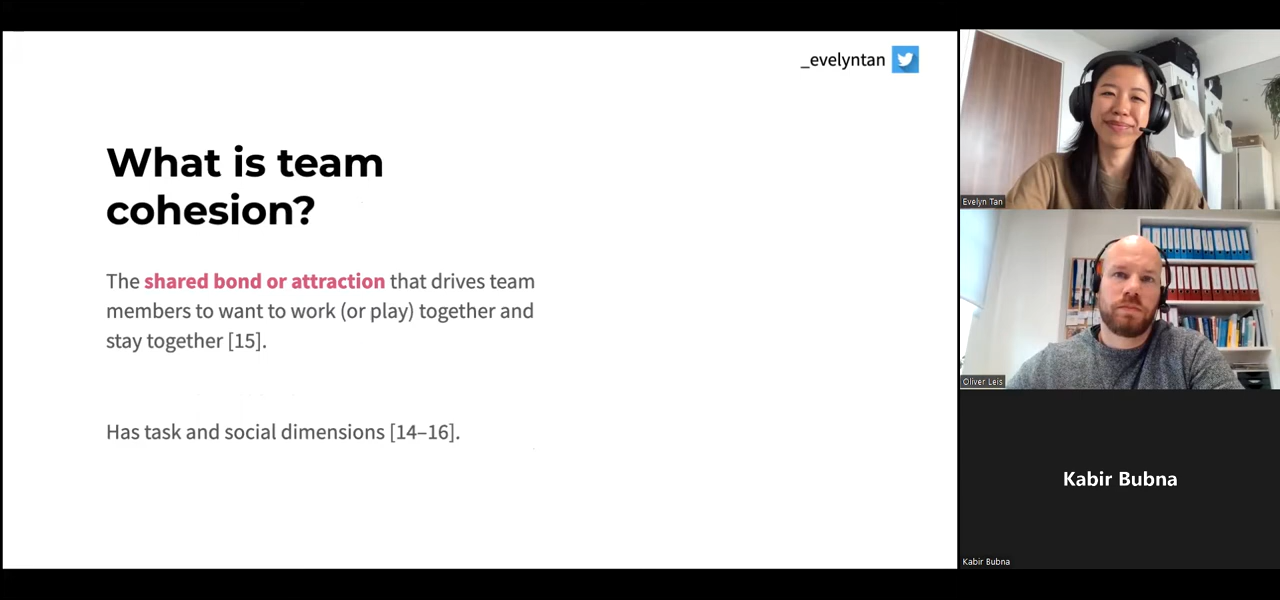 _evelyntan
What is team
cohesion?
The shared bond or attraction that drives team
members to want to work (or play) together and
stay together [15].
Has task and social dimensions [14–16].
Evelyn Tan
Oliver Leis
Kabir Bubna
Kabir Bubna